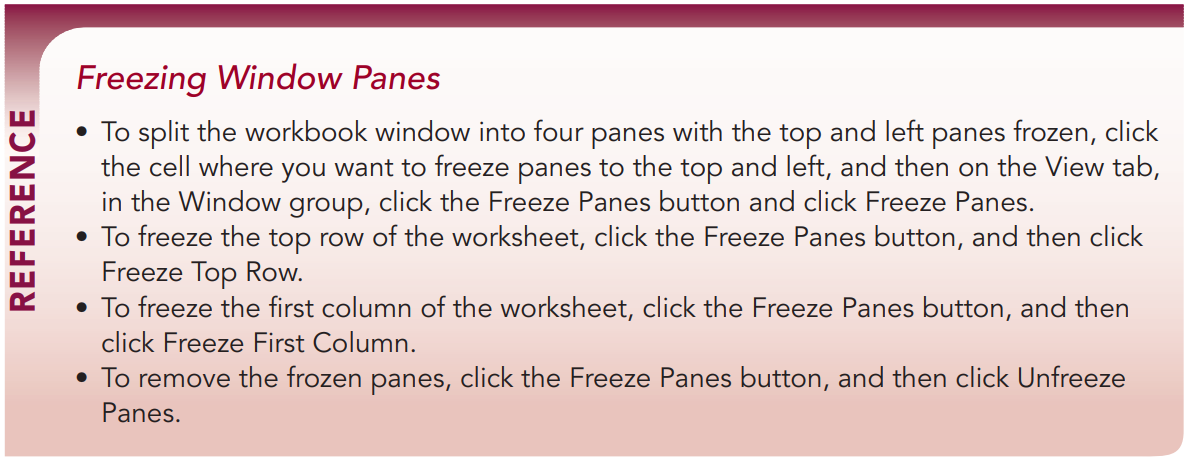 REFERENCE
Freezing Window Panes
• To split the workbook window into four panes with the top and left panes frozen, click
the cell where you want to freeze panes to the top and left, and then on the View tab,
in the Window group, click the Freeze Panes button and click Freeze Panes.
• To freeze the top row of the worksheet, click the Freeze Panes button, and then click
Freeze Top Row.
• To freeze the first column of the worksheet, click the Freeze Panes button, and then
click Freeze First Column.
• To remove the frozen panes, click the Freeze Panes button, and then click Unfreeze
Panes.